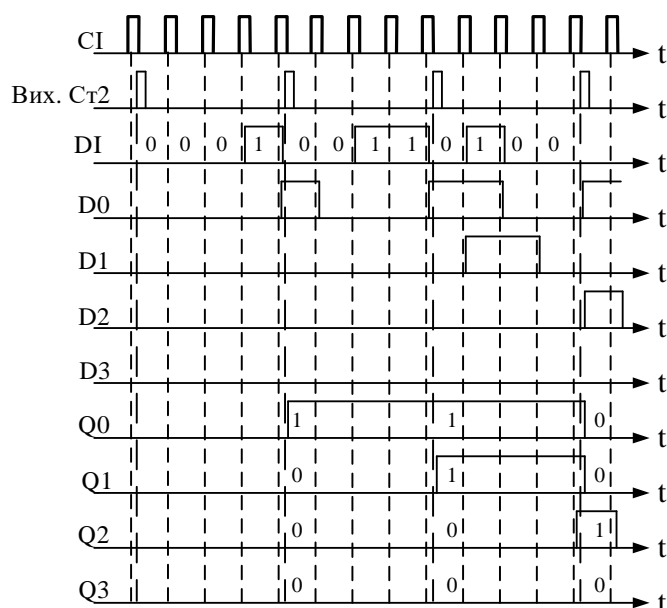 CI t
Вих. Ст2 t
DI 0 0 0 1 0 0 1 1 0 1 0 0 t
D0 t
D1 t
D2 t
D3 t
Q0 1 1 0 t
Q1 0 1 0 t
Q2 0 0 1 t
Q3 0 0 0 t